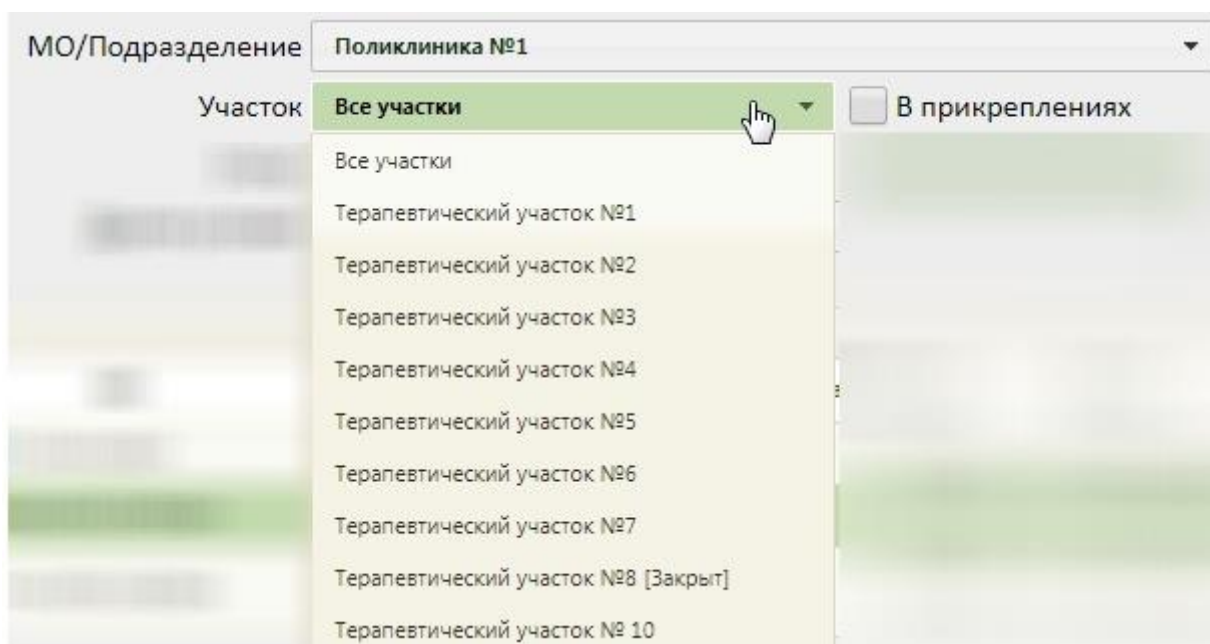 МО/Подразделение Поликлиника №1
Участок Все участки В прикреплениях
Все участки
Терапевтический участок №1
Терапевтический участок №2
Терапевтический участок №3
Терапевтический участок №4
Терапевтический участок №5
Терапевтический участок №6
Терапевтический участок №7
Терапевтический участок №8 [Закрыт]
Терапевтический участок № 10